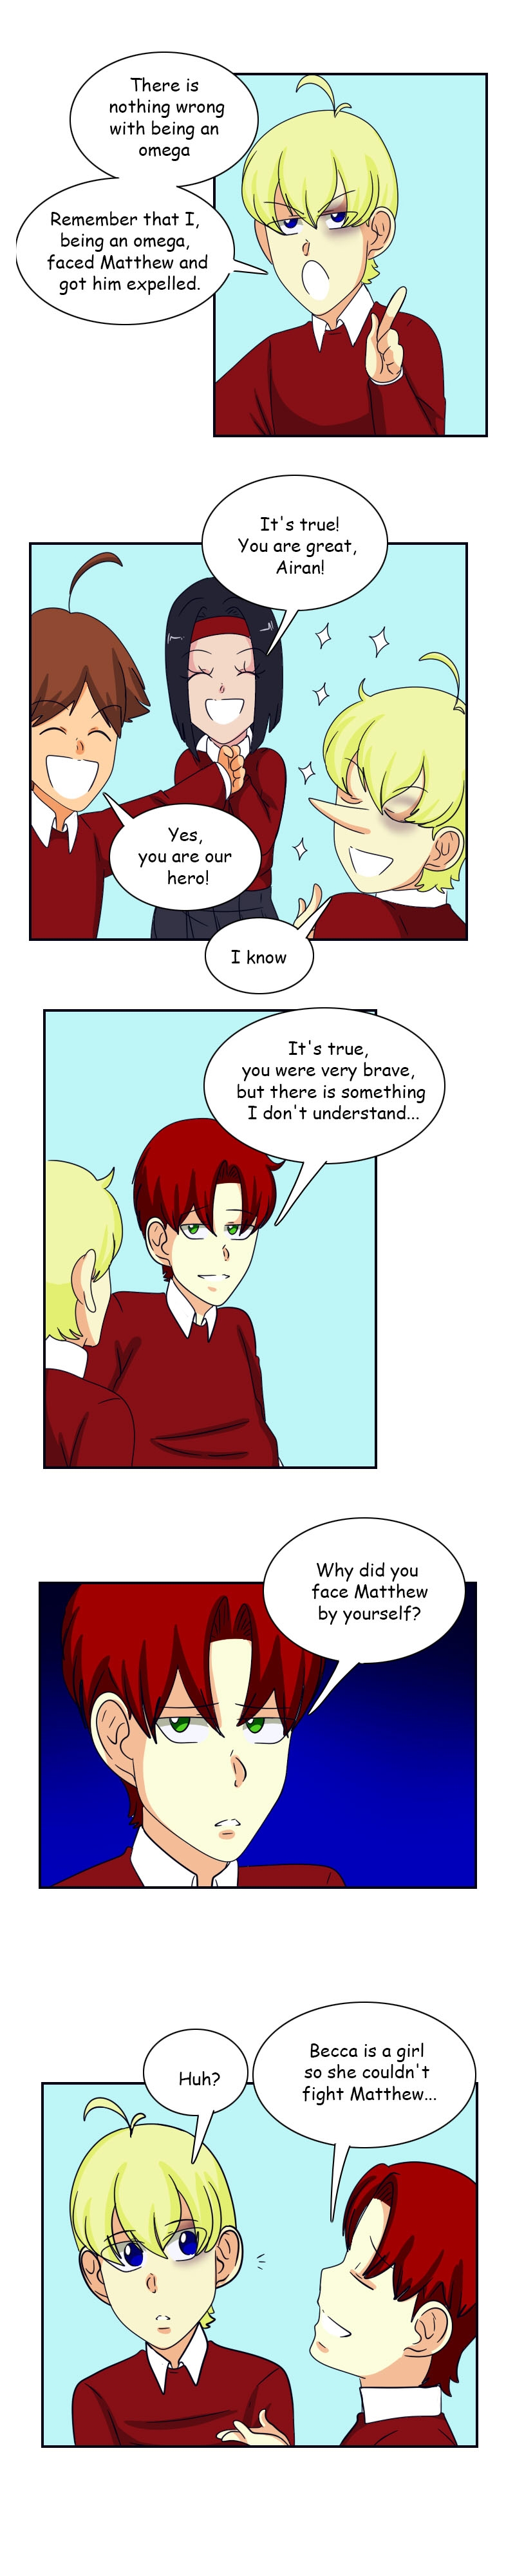 There is
nothing wrong
with being an
omega
Remember that I,
being an omega,
faced Matthew and
got him expelled.
It's true!
You are great,
Airan!
Yes,
you are our
hero!
I know
It's true,
you were very brave,
but there is something
I don't understand...
Why did you
face Matthew
by yourself?
Huh?
Becca is a girl
so she couldn't
fight Matthew...